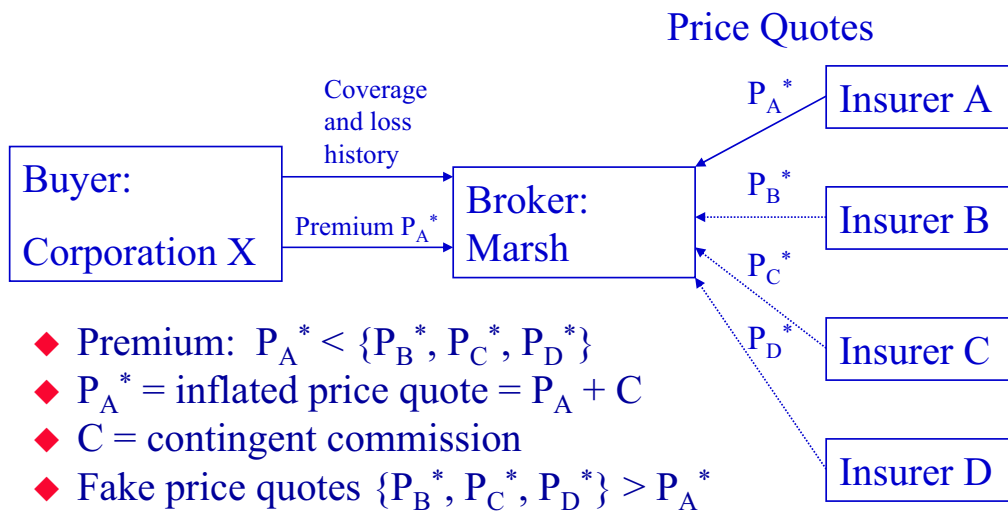 Price Quotes
Coverage
and loss
history
Buyer:
Corporation X
Premium P_A^*
Broker:
Marsh
P_A^*
Insurer A
P_B^*
Insurer B
P_C^*
Insurer C
P_D^*
Insurer D
◆ Premium: P_A^* < {P_B^*, P_C^*, P_D^*}
◆ P_A^* = inflated price quote = P_A + C
◆ C = contingent commission
◆ Fake price quotes {P_B^*, P_C^*, P_D^*} > P_A^*